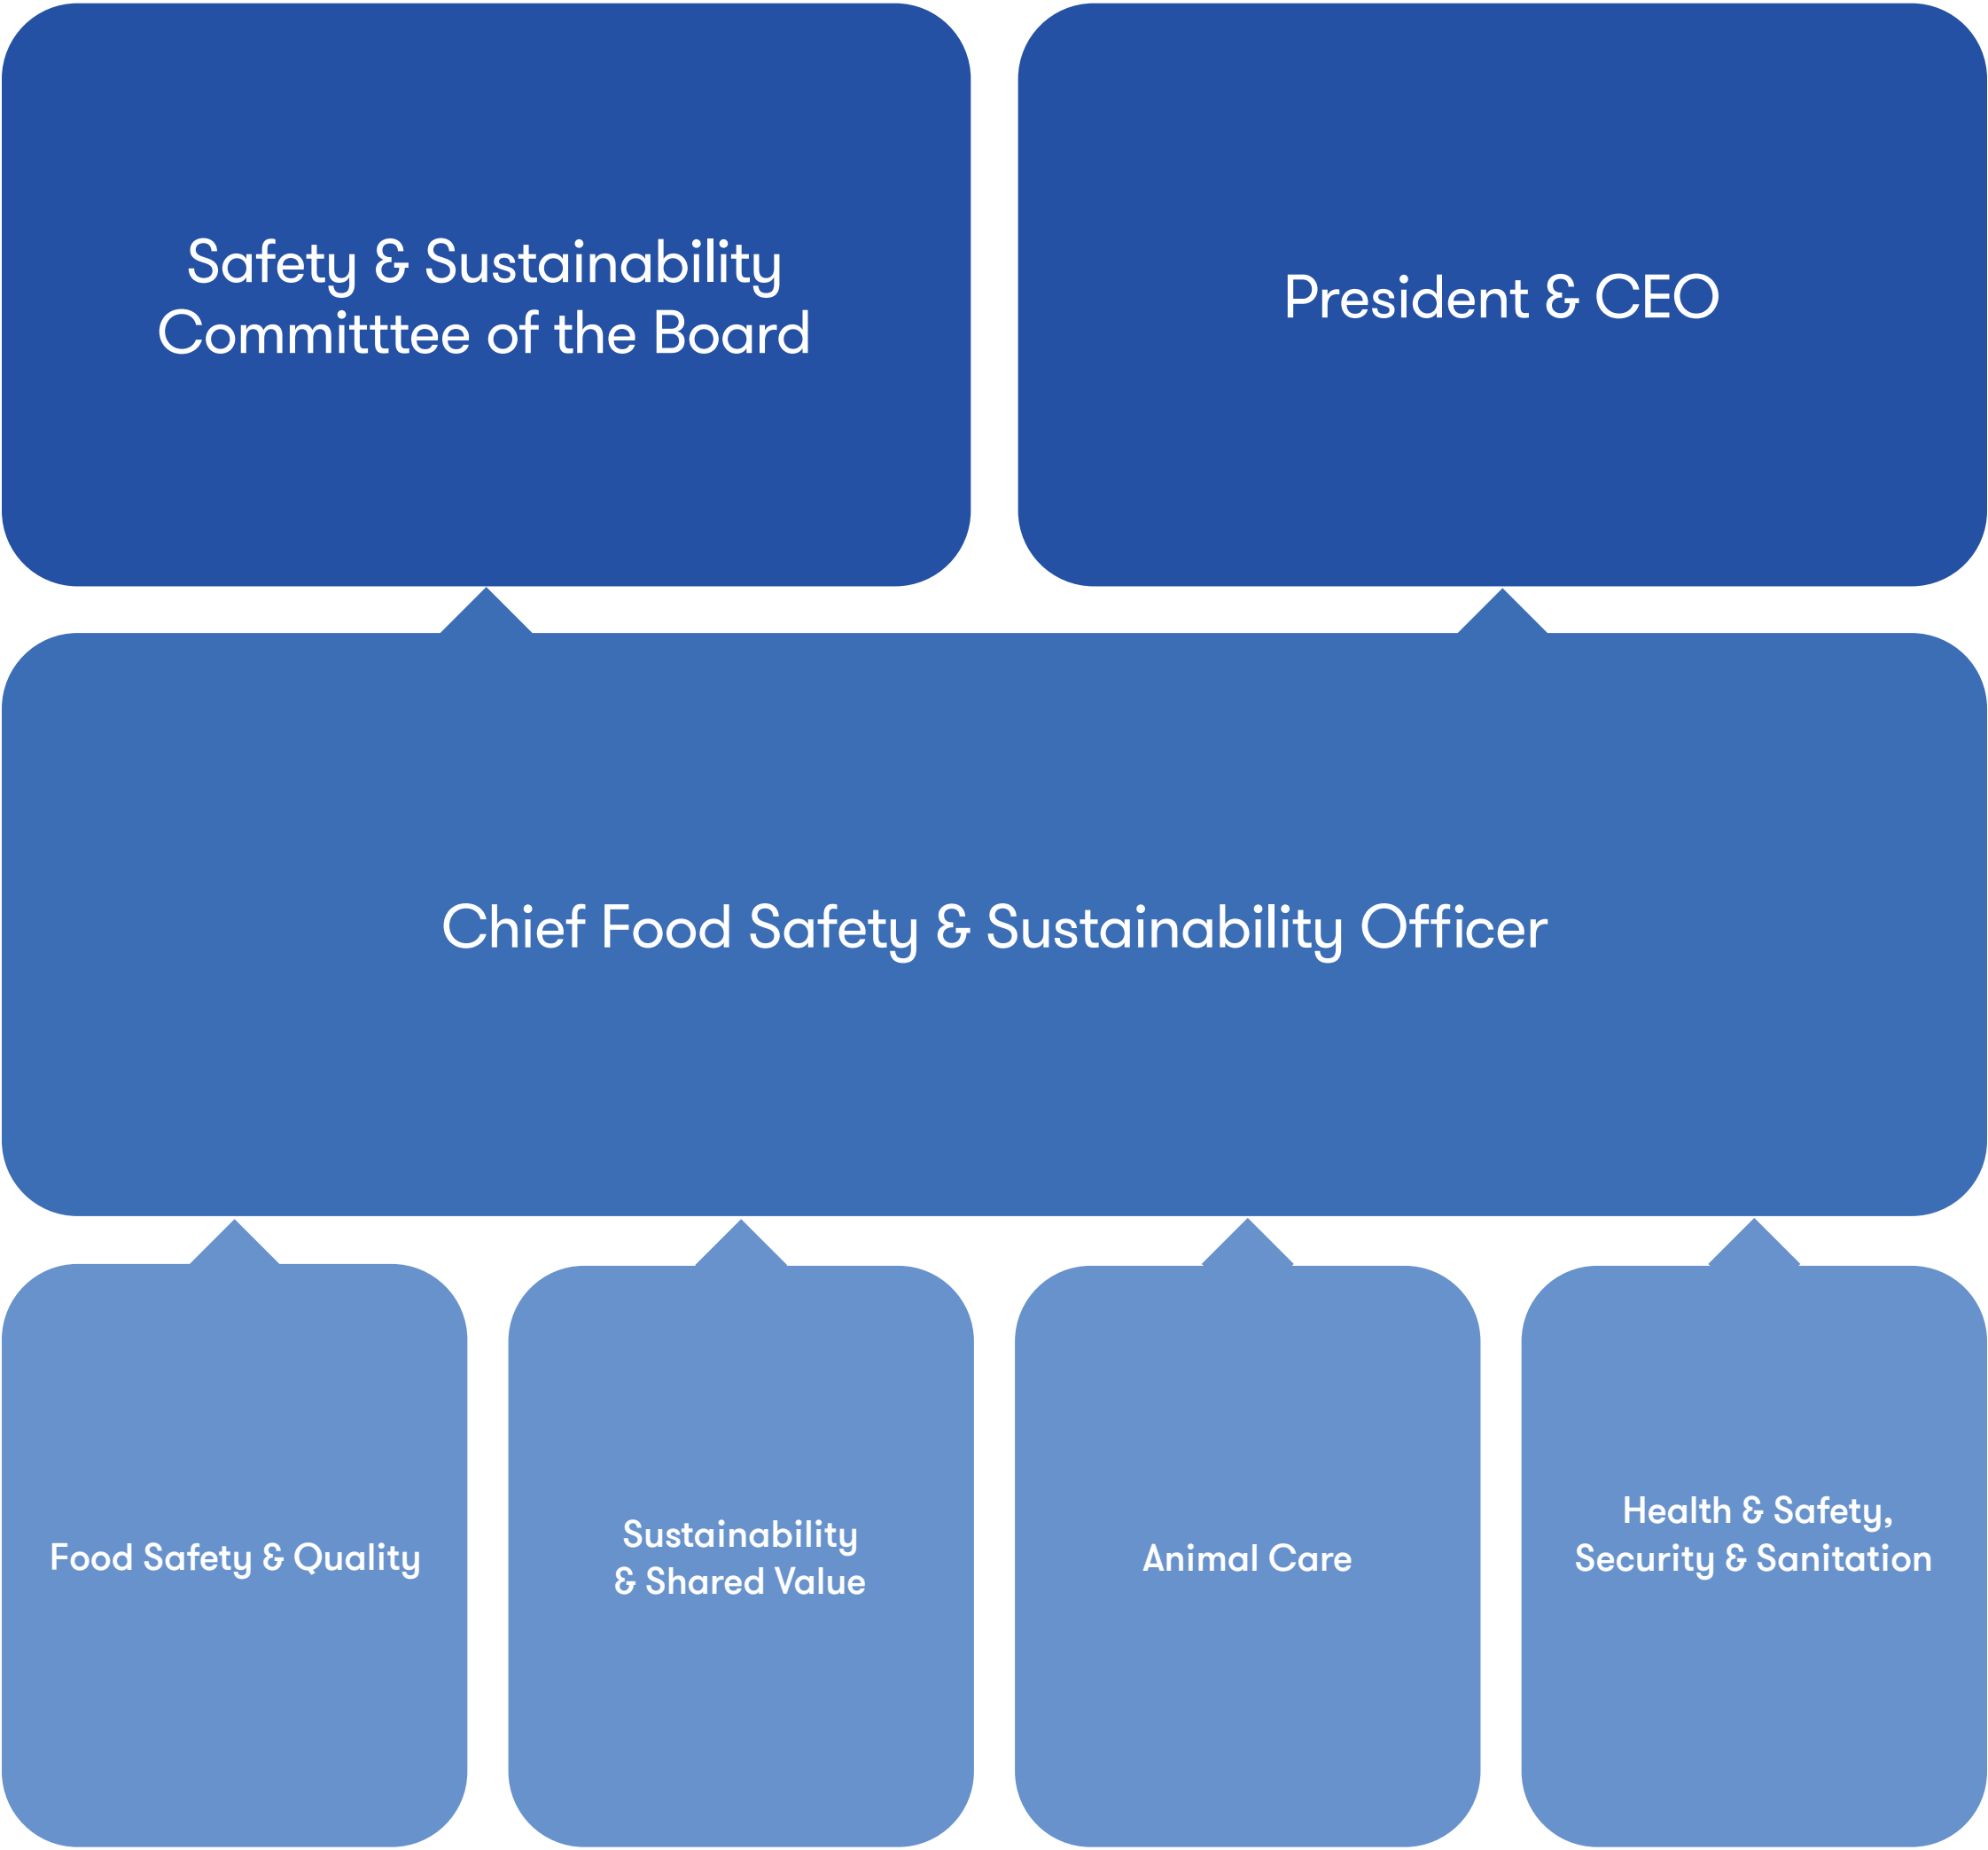 Safety & Sustainability
Committee of the Board
President & CEO
Chief Food Safety & Sustainability Officer
Food Safety & Quality
Sustainability
& Shared Value
Animal Care
Health & Safety,
Security & Sanitation